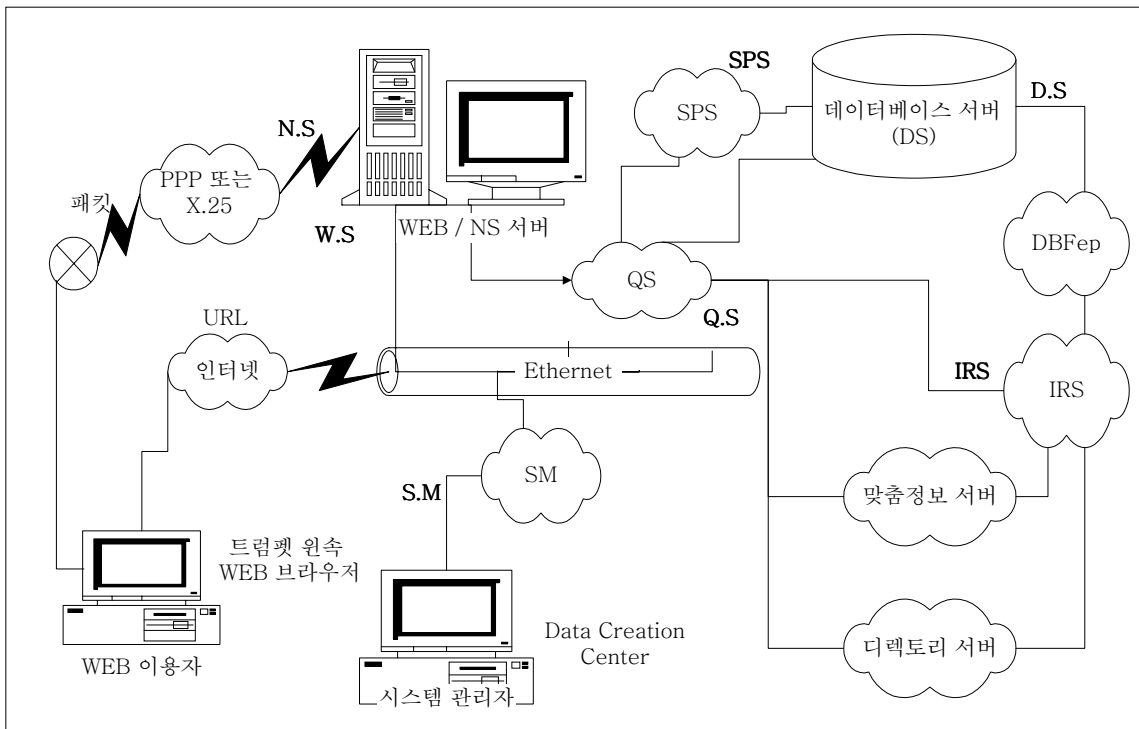 SPS
데이터베이스 서버
(DS)
D.S
SPS
N.S
PPP 또는
X.25
패킷
W.S
WEB / NS 서버
DBFep
QS
Q.S
URL
인터넷
Ethernet
IRS
IRS
SM
S.M
맞춤정보 서버
트럼펫 윈속
WEB 브라우저
WEB 이용자
Data Creation
Center
디렉토리 서버
시스템 관리자